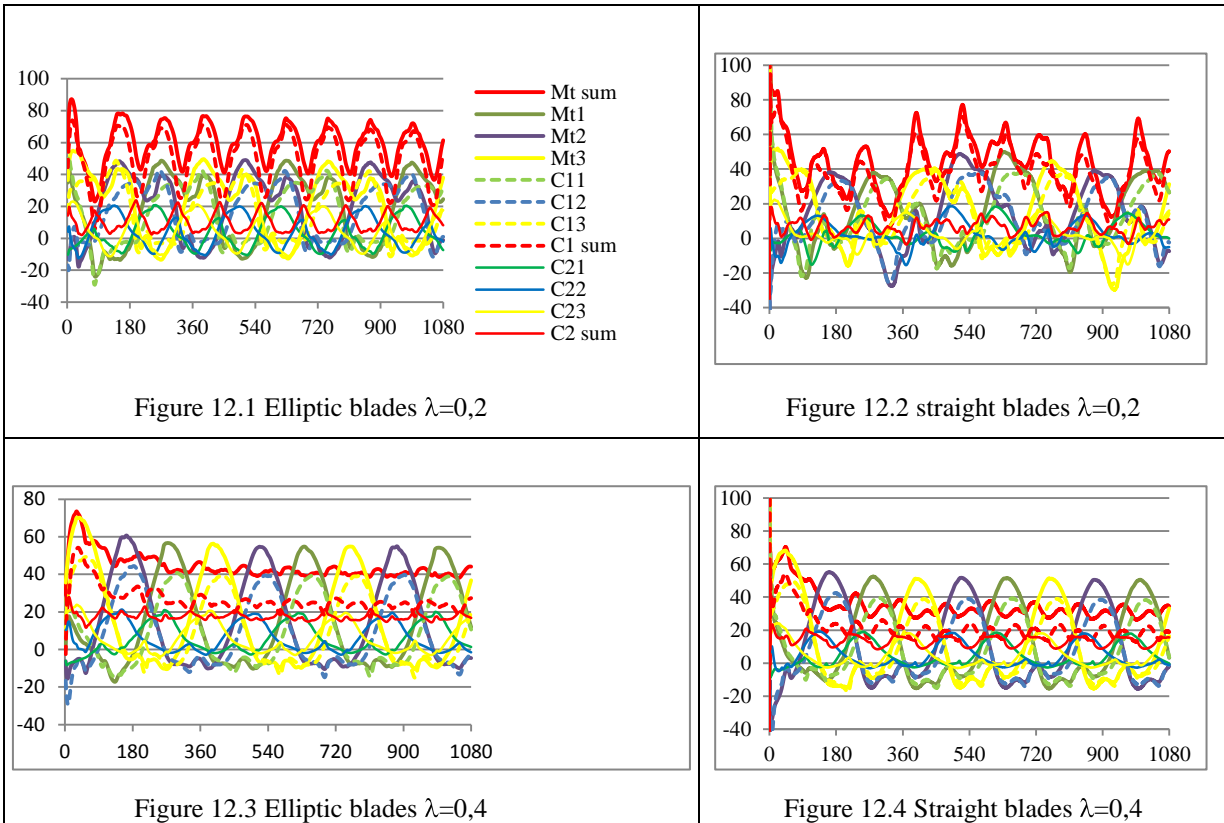 100
80
60
40
20
0
-20
-40
0 180 360 540 720 900 1080
Mt sum
Mt1
Mt2
Mt3
C11
C12
C13
C1 sum
C21
C22
C23
C2 sum
Figure 12.1 Elliptic blades λ=0,2
100
80
60
40
20
0
-20
-40
0 180 360 540 720 900 1080
Figure 12.2 straight blades λ=0,2
80
60
40
20
0
-20
-40
0 180 360 540 720 900 1080
Figure 12.3 Elliptic blades λ=0,4
100
80
60
40
20
0
-20
-40
0 180 360 540 720 900 1080
Figure 12.4 Straight blades λ=0,4